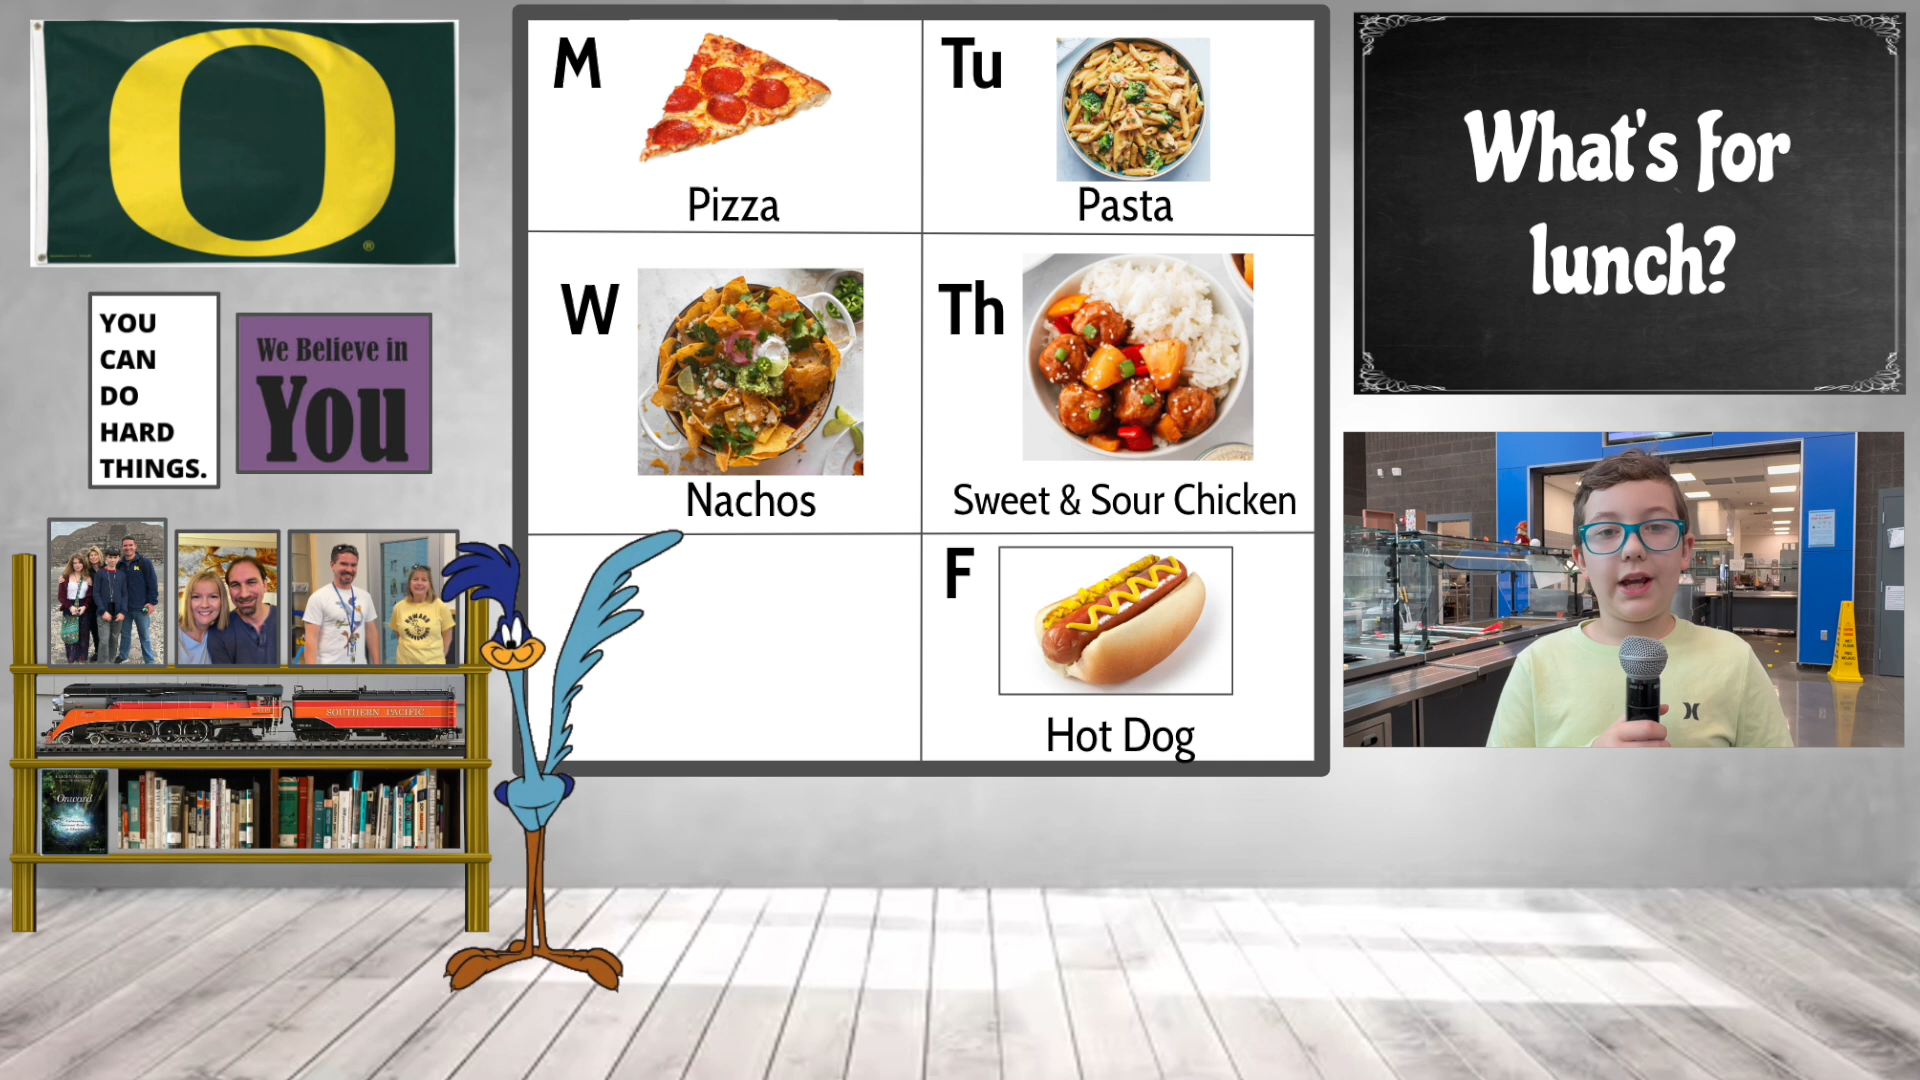 O
®
YOU
CAN
DO
HARD
THINGS.
We Believe in
You
SOUTHERN PACIFIC
Onward
M
Pizza
Tu
Pasta
W
Nachos
Th
Sweet & Sour Chicken
F
Hot Dog
What's for
lunch?